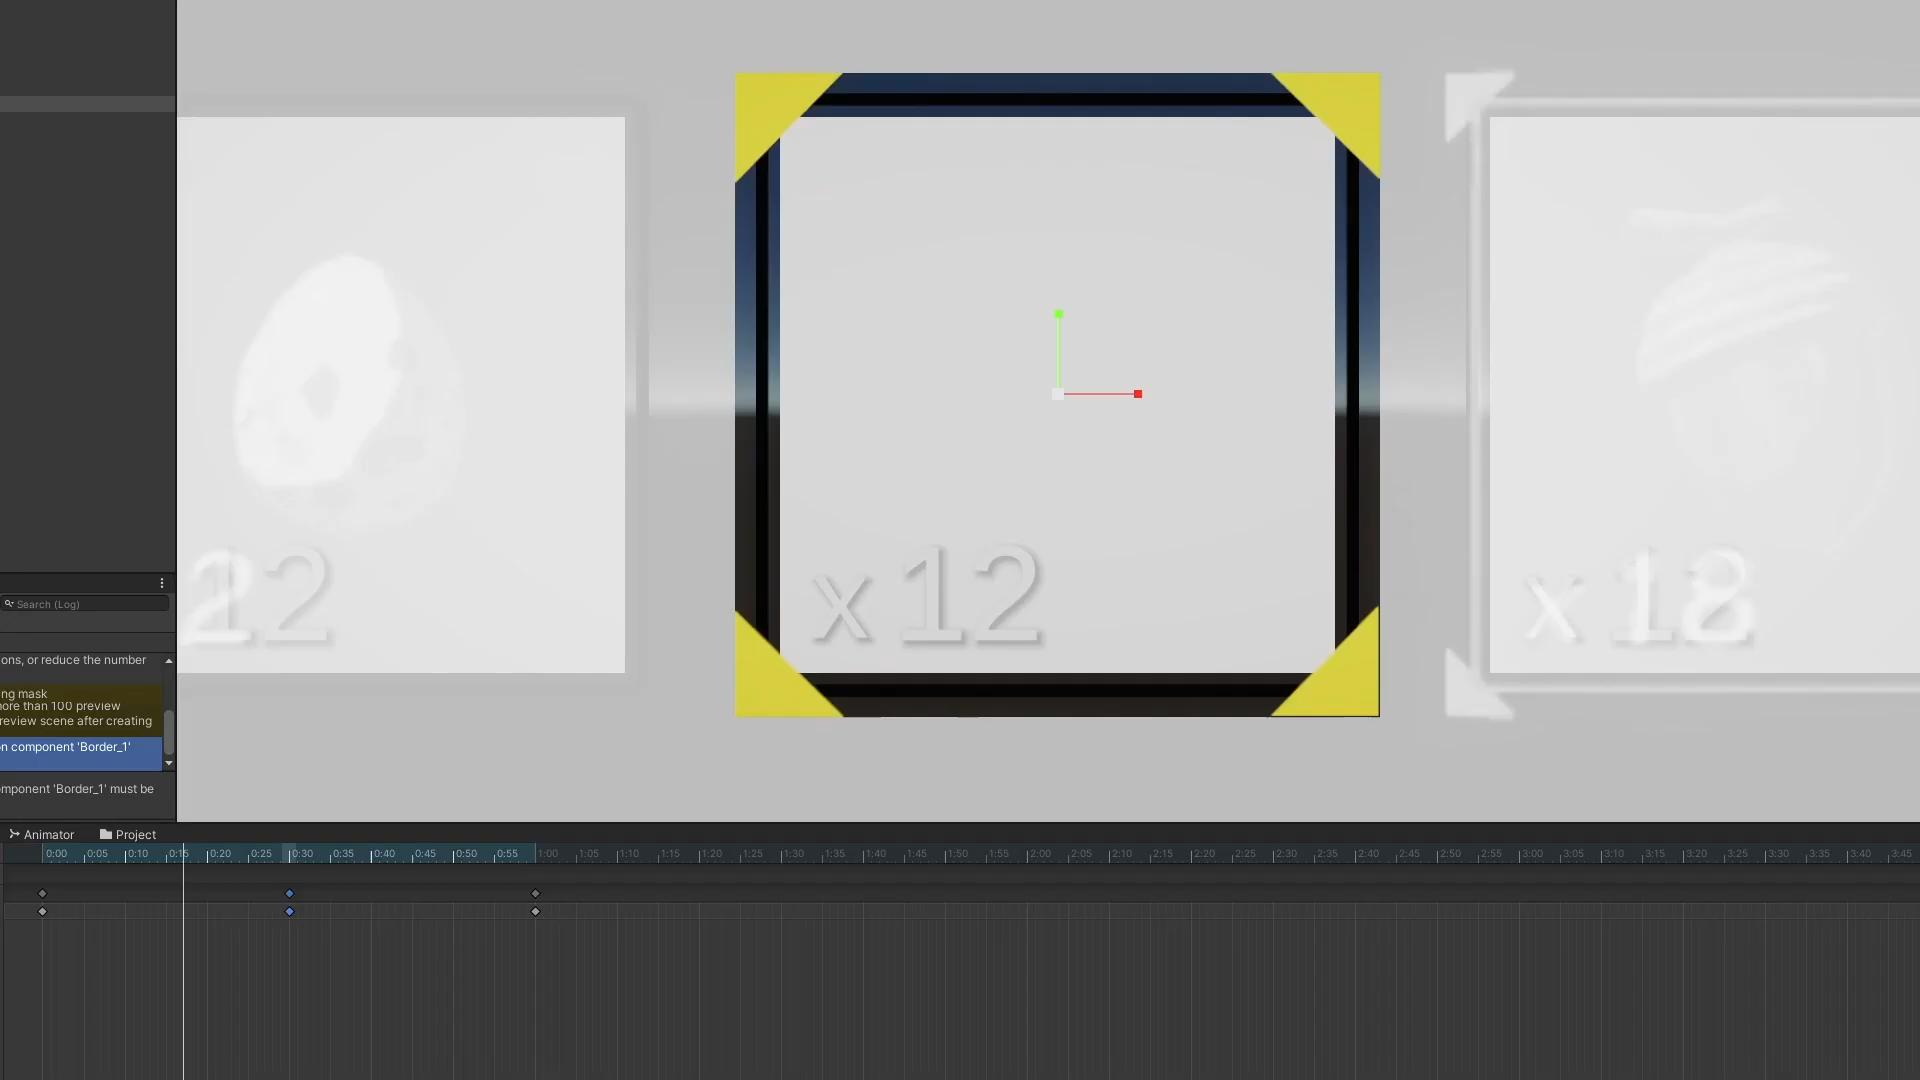 22
x 12
x 12
Search (Log)
ons, or reduce the number
ng mask
more than 100 preview
review scene after creating
n component 'Border_1'
omponent 'Border_1' must be
Animator
Project
0:00 0:05 0:10 0:15 0:20 0:25 0:30 0:35 0:40 0:45 0:50 0:55 1:00 1:05 1:10 1:15 1:20 1:25 1:30 1:35 1:40 1:45 1:50 1:55 2:00 2:05 2:10 2:15 2:20 2:25 2:30 2:35 2:40 2:45 2:50 2:55 3:00 3:05 3:10 3:15 3:20 3:25 3:30 3:35 3:40 3:45